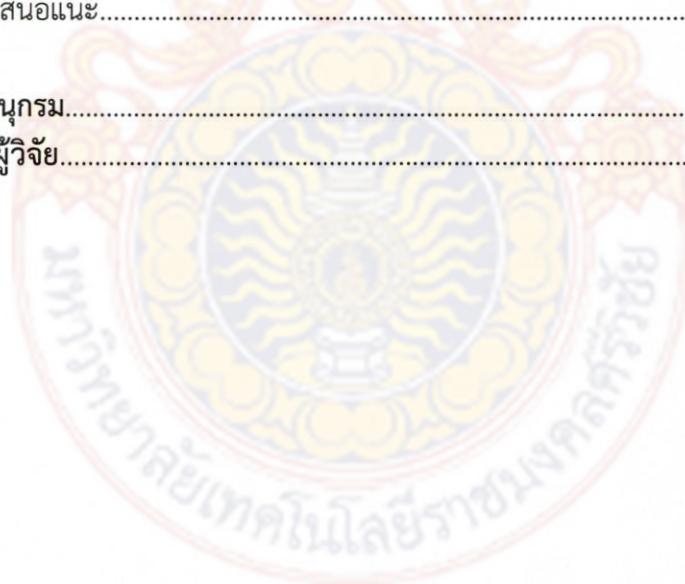 สนอแนะ.......................................................................................................
นุกรม.............................................................................................................
ผู้วิจัย.............................................................................................................
มหาวิทยาลัยเทคโนโลยีราชมงคลศรีวิชัย